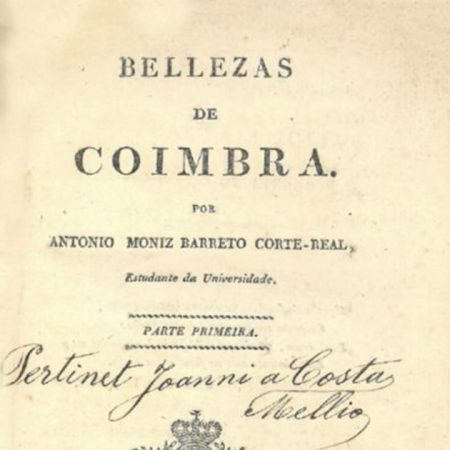 BELLEZAS
DE
COIMBRA.
POR
ANTONIO MONIZ BARRETO CORTE-REAL,
Estudante da Universidade.
PARTE PRIMEIRA.
Pertinet Joanni a Costa
Mellio